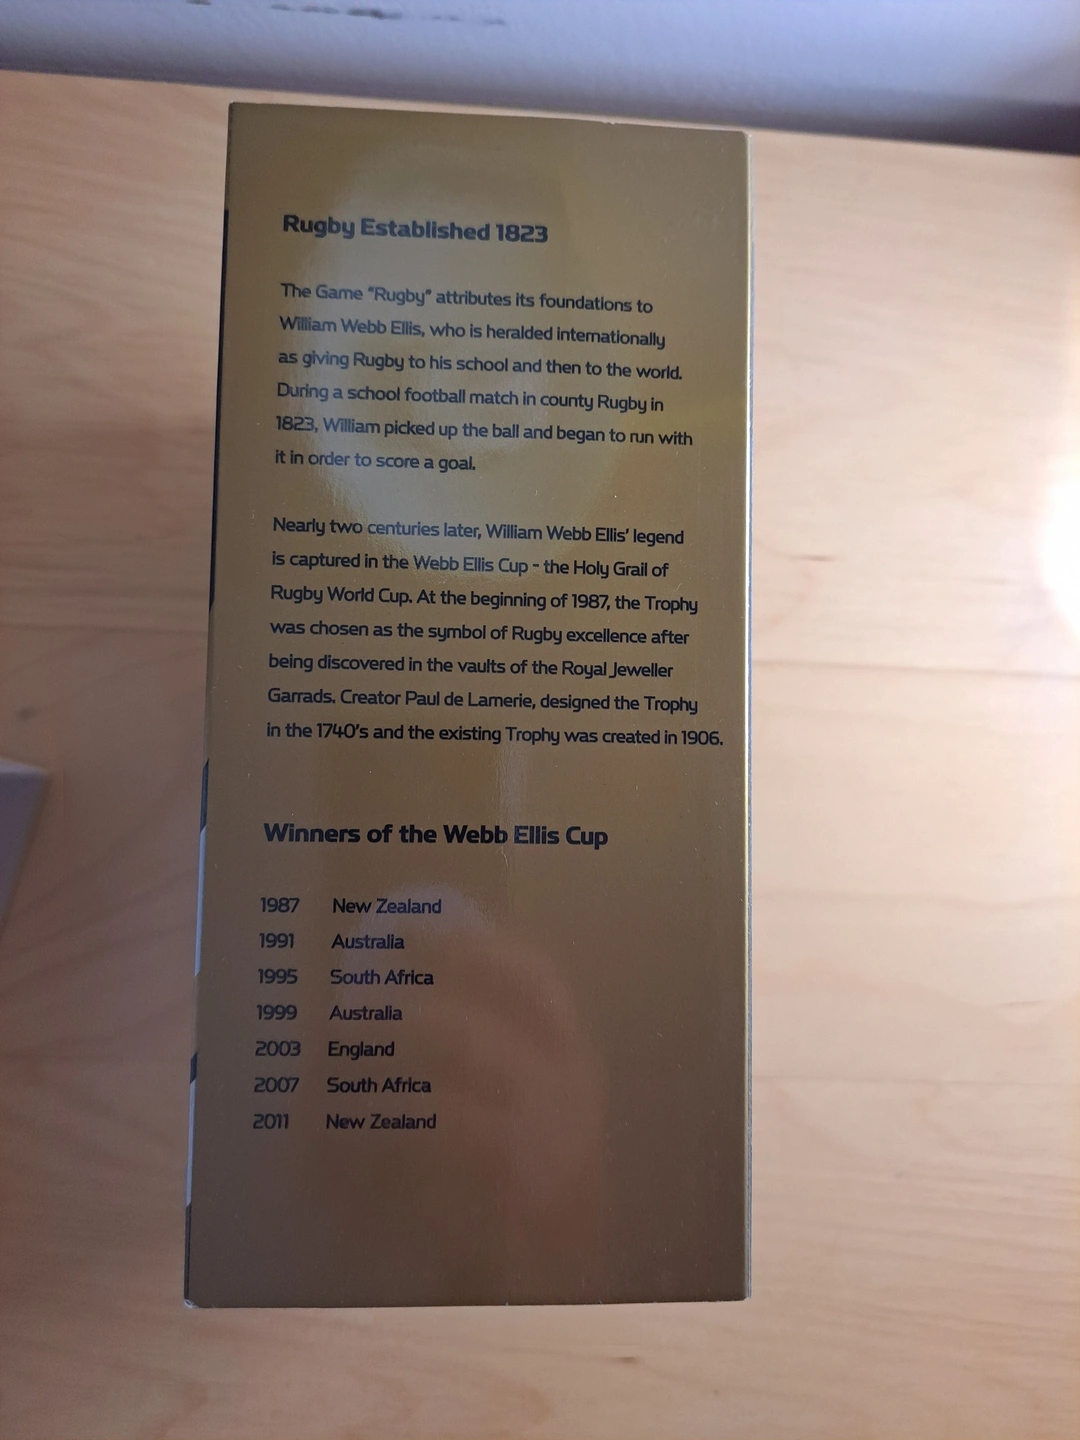 Rugby Established 1823
The Game "Rugby" attributes its foundations to
William Webb Ellis, who is heralded internationally
as giving Rugby to his school and then to the world.
During a school football match in county Rugby in
1823, William picked up the ball and began to run with
it in order to score a goal.
Nearly two centuries later, William Webb Ellis' legend
is captured in the Webb Ellis Cup - the Holy Grail of
Rugby World Cup. At the beginning of 1987, the Trophy
was chosen as the symbol of Rugby excellence after
being discovered in the vaults of the Royal Jeweller
Garrads. Creator Paul de Lamerie, designed the Trophy
in the 1740's and the existing Trophy was created in 1906.
Winners of the Webb Ellis Cup
1987 New Zealand
1991 Australia
1995 South Africa
1999 Australia
2003 England
2007 South Africa
2011 New Zealand